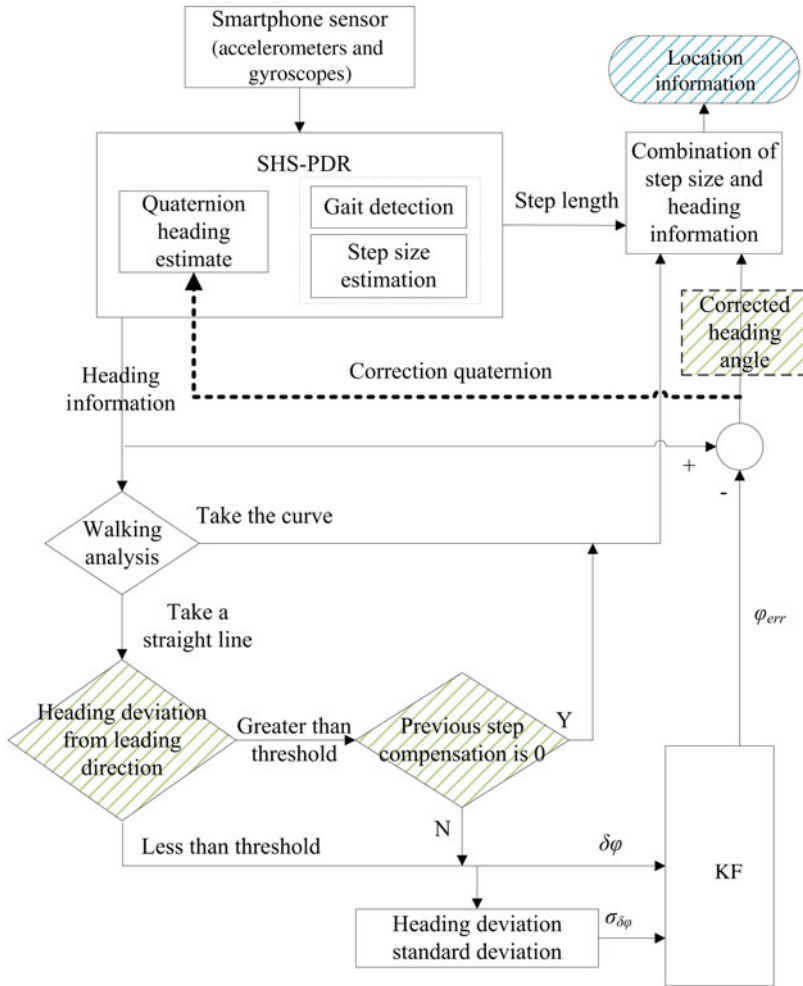 Smartphone sensor
(accelerometers and
gyroscopes)
Location
information
SHS-PDR
Quaternion
heading
estimate
Gait detection
Step size
estimation
Step length
Combination of
step size and
heading
information
Corrected
heading
angle
Heading
information
Correction quaternion
+
-
Walking
analysis
Take the curve
Take a
straight line
φerr
Heading deviation
from leading
direction
Greater than
threshold
Previous step
compensation is 0
Y
N
Less than threshold
δφ
KF
Heading deviation
standard deviation
σδφ